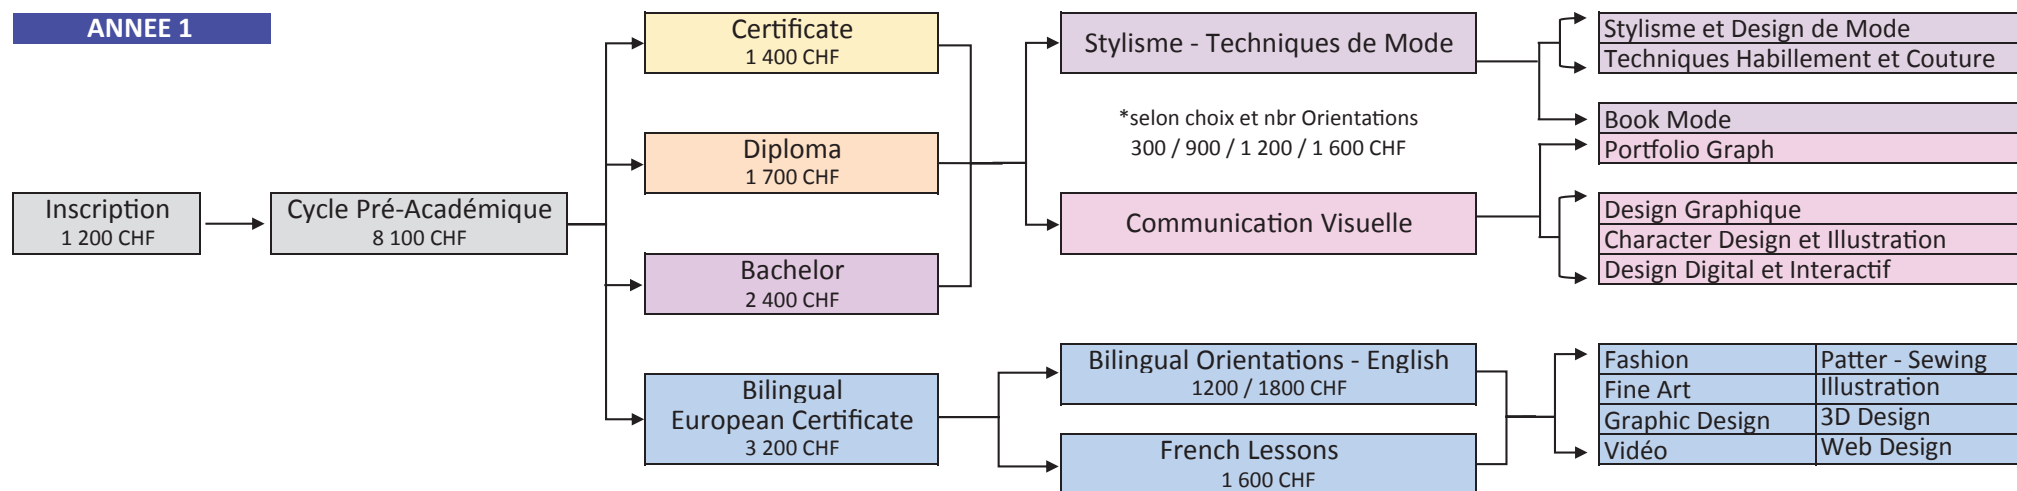 ANNEE 1
Inscription
1 200 CHF
Cycle Pré-Académique
8 100 CHF
Certificate
1 400 CHF
Diploma
1 700 CHF
Bachelor
2 400 CHF
Bilingual
European Certificate
3 200 CHF
Stylisme - Techniques de Mode
*selon choix et nbr Orientations
300 / 900 / 1 200 / 1 600 CHF
Communication Visuelle
Bilingual Orientations - English
1200 / 1800 CHF
French Lessons
1 600 CHF
Stylisme et Design de Mode
Techniques Habillement et Couture
Book Mode
Portfolio Graph
Design Graphique
Character Design et Illustration
Design Digital et Interactif
Fashion
Patter - Sewing
Fine Art
Illustration
Graphic Design
3D Design
Vidéo
Web Design